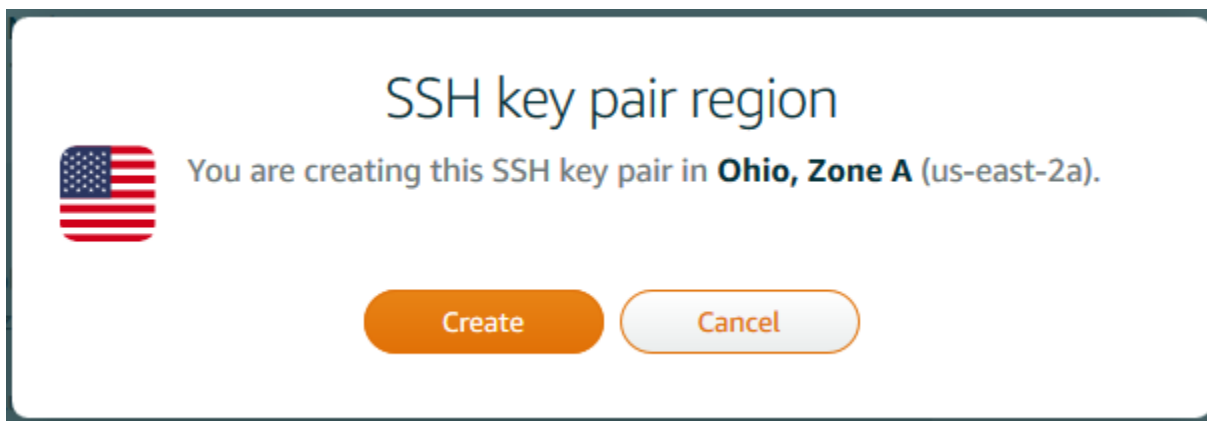 SSH key pair region
You are creating this SSH key pair in Ohio, Zone A (us-east-2a).
Create
Cancel